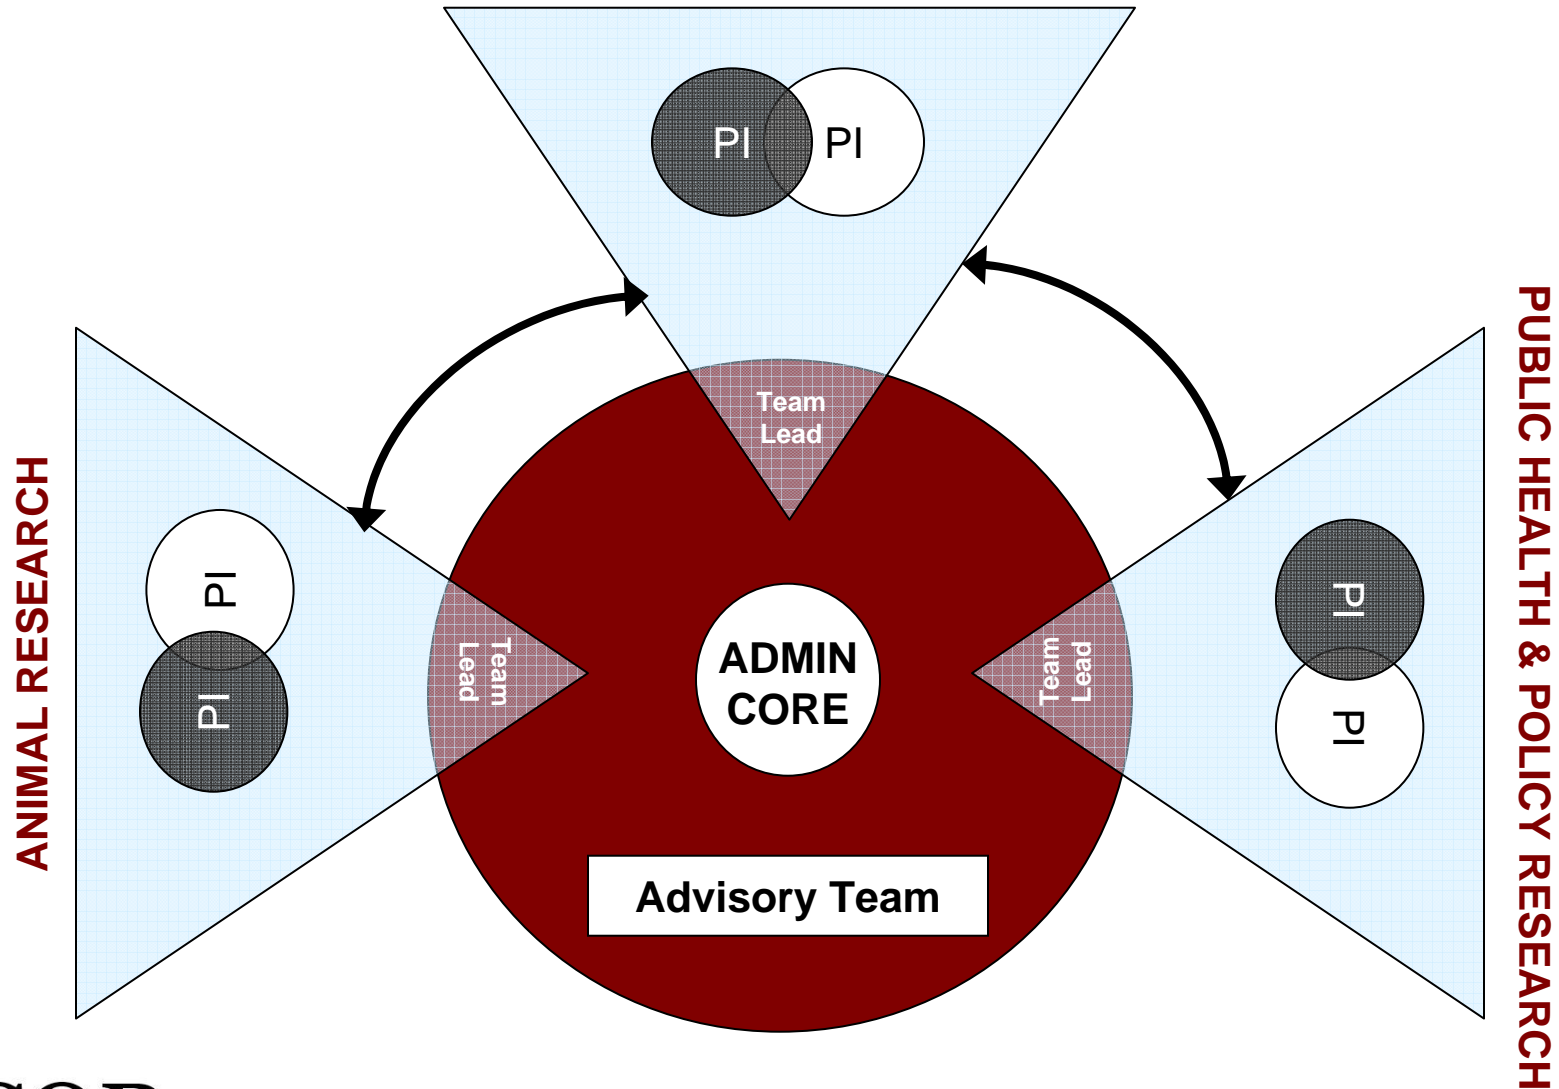 PI PI
Team
Lead
ANIMAL RESEARCH
PI
PI
Team
Lead
ADMIN
CORE
Team
Lead
PI
PI
PUBLIC HEALTH & POLICY RESEARCH
Advisory Team